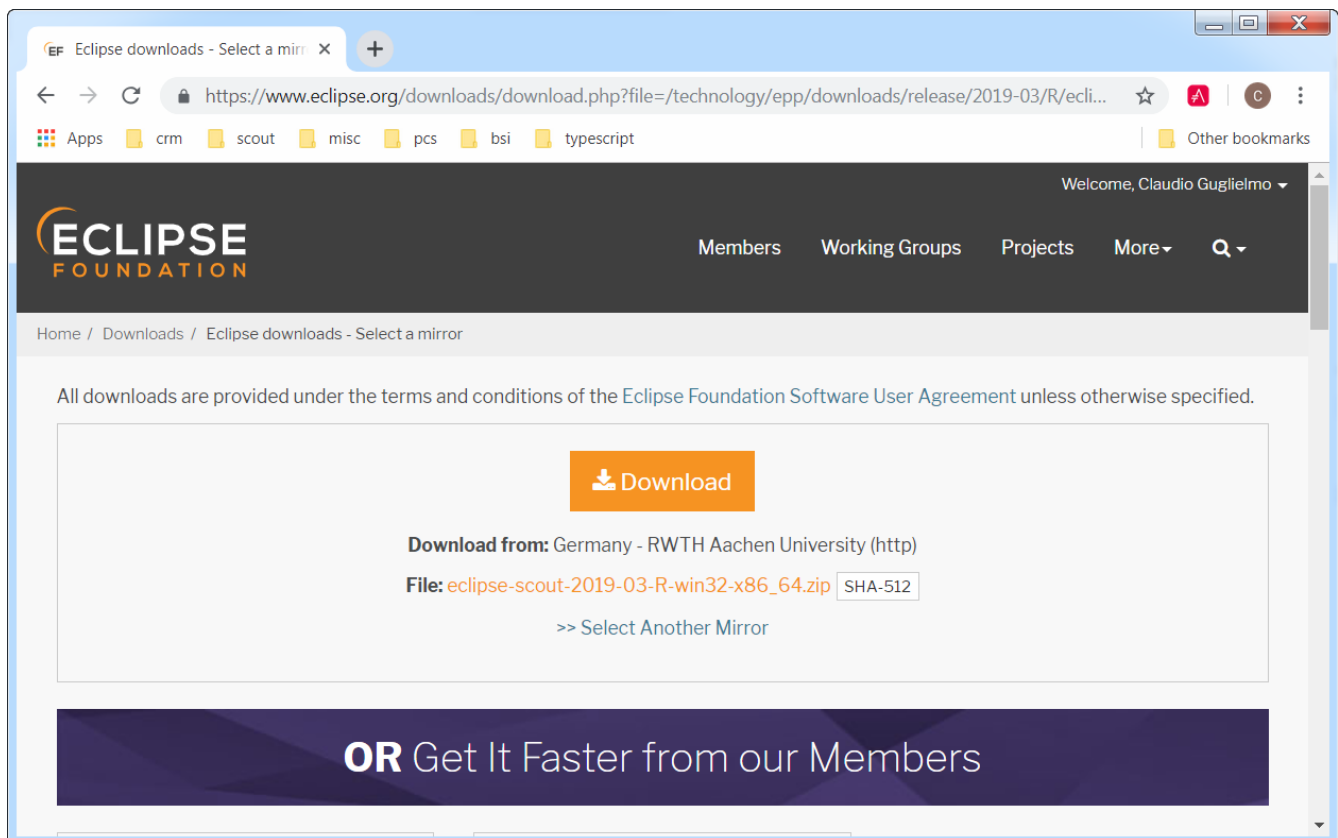 EF Eclipse downloads - Select a mirr
https://www.eclipse.org/downloads/download.php?file=/technology/epp/downloads/release/2019-03/R/ecli...
C
Apps crm scout misc pcs bsi typescript Other bookmarks
Welcome, Claudio Guglielmo
ECLIPSE
FOUNDATION
Members Working Groups Projects More
Home / Downloads / Eclipse downloads - Select a mirror
All downloads are provided under the terms and conditions of the Eclipse Foundation Software User Agreement unless otherwise specified.
Download
Download from: Germany - RWTH Aachen University (http)
File: eclipse-scout-2019-03-R-win32-x86_64.zip SHA-512
>> Select Another Mirror
OR Get It Faster from our Members